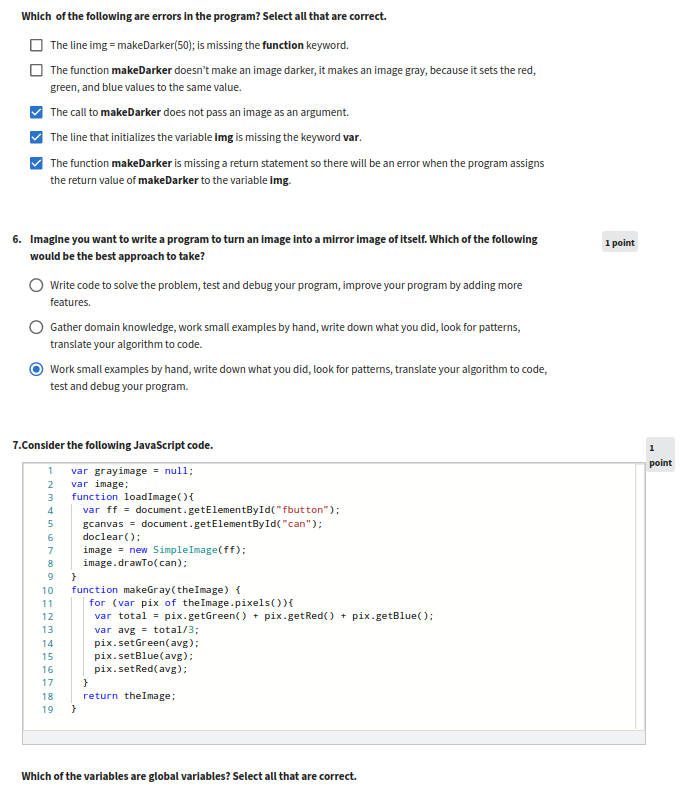 Which of the following are errors in the program? Select all that are correct.
The line img = makeDarker(50); is missing the function keyword.
The function makeDarker doesn't make an image darker, it makes an image gray, because it sets the red,
green, and blue values to the same value.
The call to makeDarker does not pass an image as an argument.
The line that initializes the variable img is missing the keyword var.
The function makeDarker is missing a return statement so there will be an error when the program assigns
the return value of makeDarker to the variable img.
6. Imagine you want to write a program to turn an image into a mirror image of itself. Which of the following
would be the best approach to take?
1 point
Write code to solve the problem, test and debug your program, improve your program by adding more
features.
Gather domain knowledge, work small examples by hand, write down what you did, look for patterns,
translate your algorithm to code.
Work small examples by hand, write down what you did, look for patterns, translate your algorithm to code,
test and debug your program.
7.Consider the following JavaScript code.
1
point
1 var grayimage = null;
2 var image;
3 function loadImage(){
4 var ff = document.getElementById("fbutton");
5 gcanvas = document.getElementById("can");
6 doclear();
7 image = new SimpleImage(ff);
8 image.drawTo(can);
9 }
10 function makeGray(theImage) {
11 for (var pix of theImage.pixels()){
12 var total = pix.getGreen() + pix.getRed() + pix.getBlue();
13 var avg = total/3;
14 pix.setGreen(avg);
15 pix.setBlue(avg);
16 pix.setRed(avg);
17 }
18 return theImage;
19 }
Which of the variables are global variables? Select all that are correct.